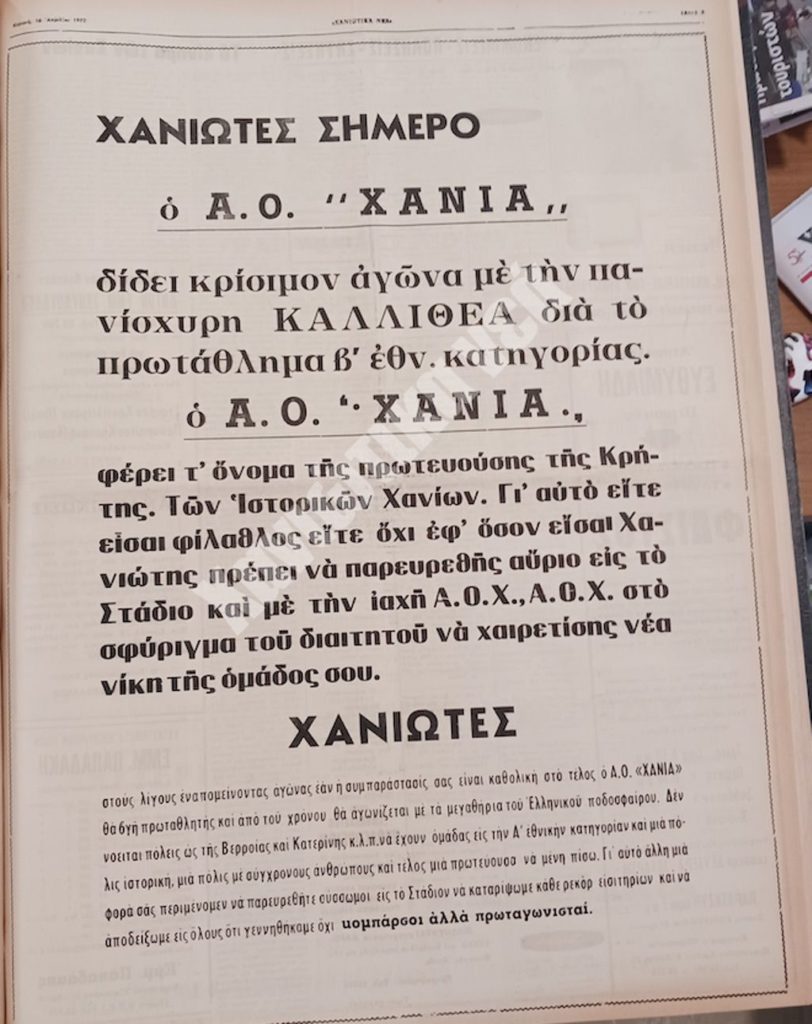 «ΧΑΝΙΩΤΙΚΑ ΝΕΑ»
ΧΑΝΙΩΤΕΣ ΣΗΜΕΡΟ
ὁ Α.Ο. "ΧΑΝΙΑ„
δίδει κρίσιμον ἀγῶνα μὲ τὴν πα-
νίσχυρη ΚΑΛΛΙΘΕΑ διὰ τὸ
πρωτάθλημα β' ἐθν. κατηγορίας.
ὁ Α.Ο. "ΧΑΝΙΑ„
φέρει τ' ὄνομα τῆς πρωτευούσης τῆς Κρή-
της. Τῶν Ἱστορικῶν Χανίων. Γι' αὐτὸ εἴτε
εἶσαι φίλαθλος εἴτε ὄχι ἐφ' ὅσον εἶσαι Χα-
νιώτης πρέπει νὰ παρευρεθῆς αὔριο εἰς τὸ
Στάδιο καὶ μὲ τὴν ἰαχὴ Α.Ο.Χ., Α.Ο.Χ. στὸ
σφύριγμα τοῦ διαιτητοῦ νὰ χαιρετίσης νέα
νίκη τῆς ὁμάδος σου.
ΧΑΝΙΩΤΕΣ
στοὺς λίγους ἐναπομείνοντας ἀγώνας ἐὰν ἡ συμπαράστασίς σας εἶναι καθολικὴ στὸ τέλος ὁ Α.Ο. «ΧΑΝΙΑ»
θὰ βγῆ πρωταθλητὴς καὶ ἀπὸ τοῦ χρόνου θὰ ἀγωνίζεται μὲ τὰ μεγαθήρια τοῦ Ἑλληνικοῦ ποδοσφαίρου. Δὲν
νοεῖται πόλεις ὡς τῆς Βερροίας καὶ Κατερίνης κ.λ.π. νὰ ἔχουν ὁμάδας εἰς τὴν Α' ἐθνικὴν κατηγορίαν καὶ μιὰ πό-
λις ἱστορική, μιὰ πόλις μὲ σύγχρονους ἀνθρώπους καὶ τέλος μιὰ πρωτεύουσα νὰ μένη πίσω. Γι' αὐτὸ ἄλλη μιὰ
φορὰ σᾶς περιμένομεν νὰ παρευρεθῆτε σύσσωμοι εἰς τὸ Στάδιον νὰ καταρίψωμε κάθε ρεκὸρ εἰσιτηρίων καὶ νὰ
ἀποδείξωμε εἰς ὅλους ὅτι γεννηθήκαμε ὄχι κομπάρσοι ἀλλὰ πρωταγωνισταί.
τουριστών